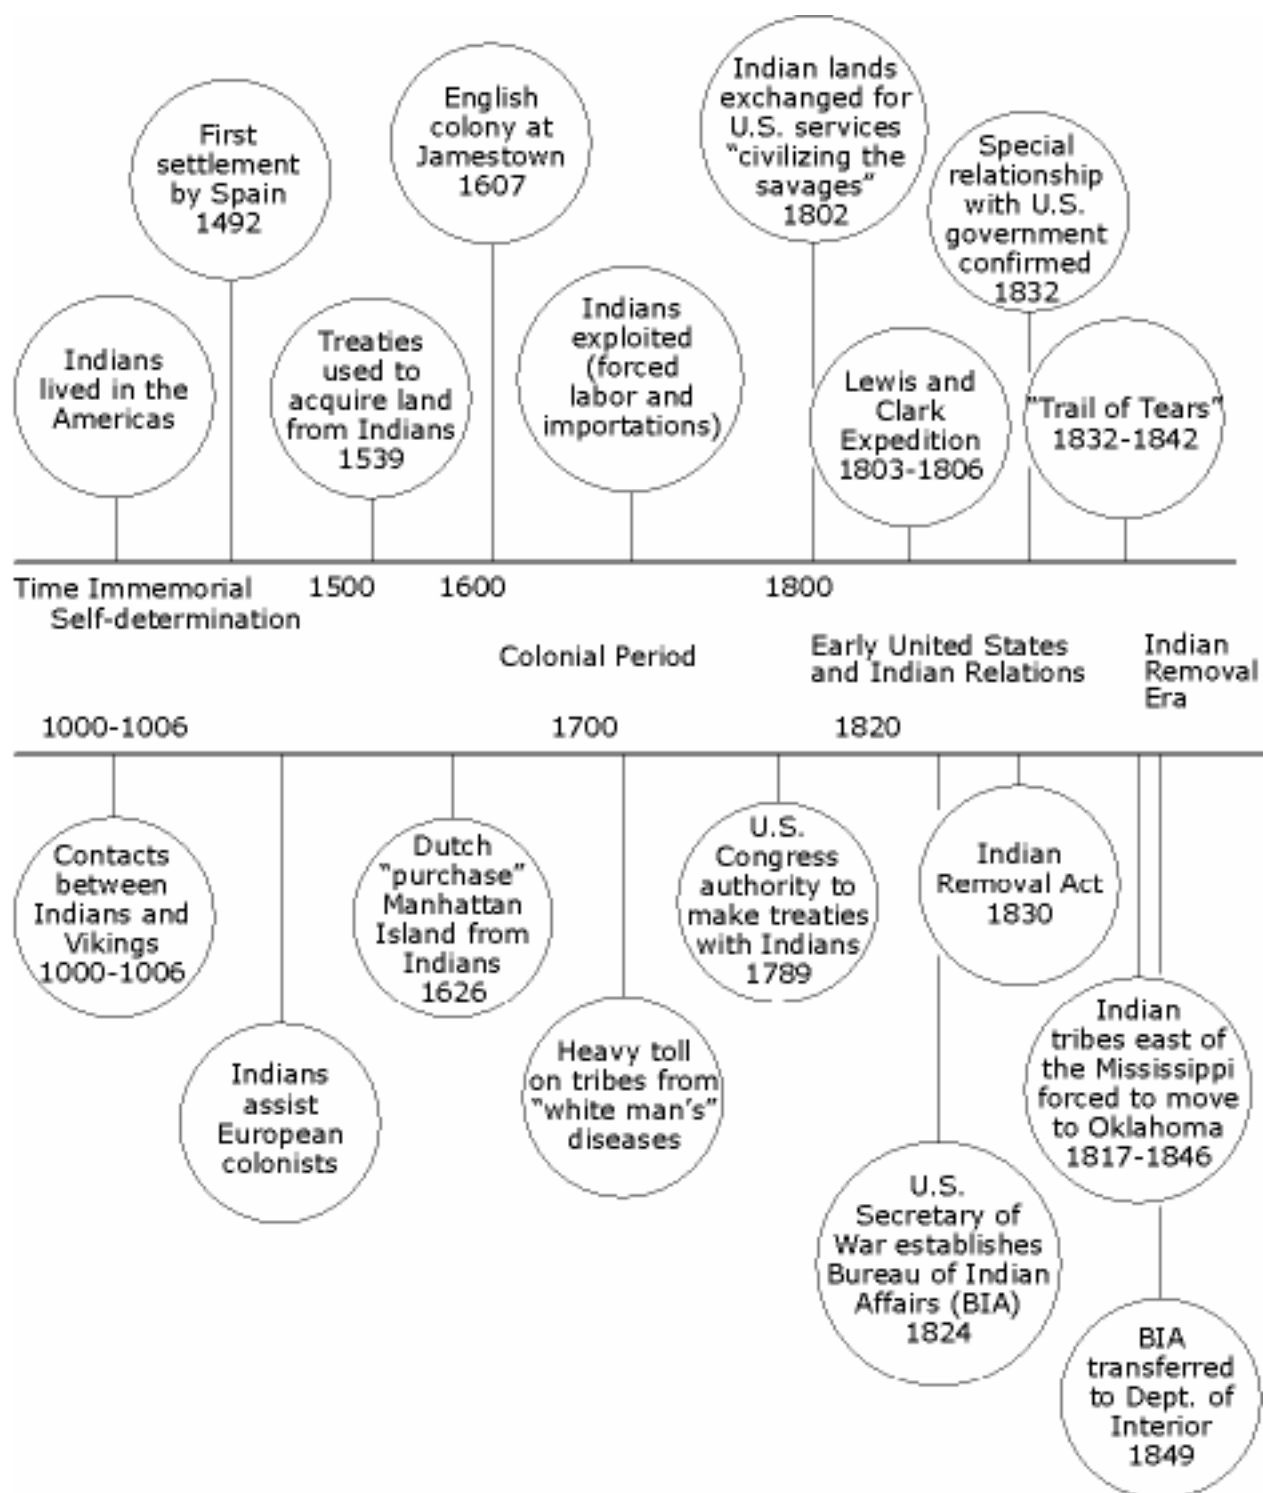 Indians
lived in the
Americas
First
settlement
by Spain
1492
Treaties
used to
acquire land
from Indians
1539
English
colony at
Jamestown
1607
Indians
exploited
(forced
labor and
importations)
Indian lands
exchanged for
U.S. services
“civilizing the
savages”
1802
Lewis and
Clark
Expedition
1803-1806
Special
relationship
with U.S.
government
confirmed
1832
“Trail of Tears”
1832-1842
Time Immemorial
Self-determination
1500
1600
1800
Colonial Period
Early United States
and Indian Relations
Indian
Removal
Era
1000-1006
1700
1820
Contacts
between
Indians and
Vikings
1000-1006
Indians
assist
European
colonists
Dutch
“purchase”
Manhattan
Island from
Indians
1626
Heavy toll
on tribes from
“white man’s”
diseases
U.S.
Congress
authority to
make treaties
with Indians
1789
U.S.
Secretary of
War establishes
Bureau of Indian
Affairs (BIA)
1824
Indian
Removal Act
1830
Indian
tribes east of
the Mississippi
forced to move
to Oklahoma
1817-1846
BIA
transferred
to Dept. of
Interior
1849